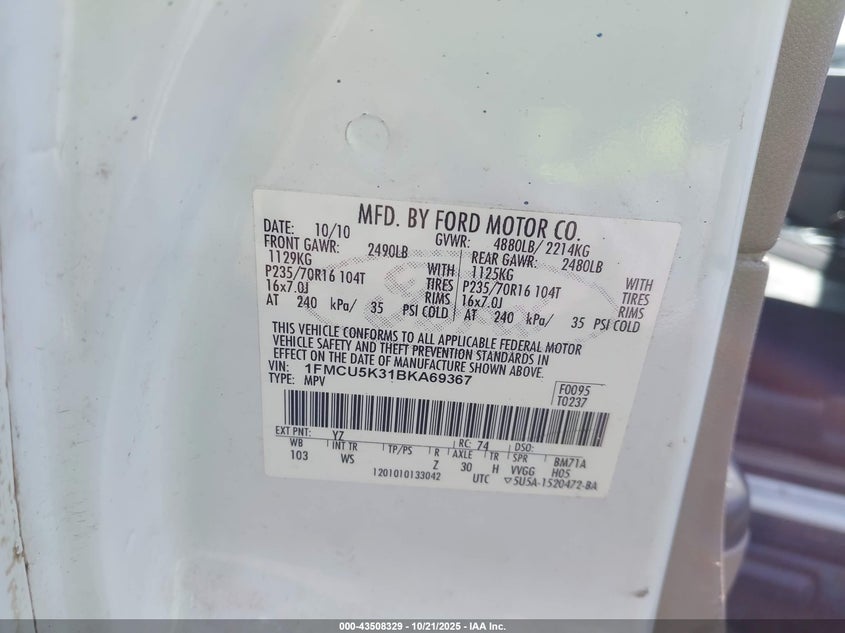 MFD. BY FORD MOTOR CO.
DATE: 10/10 GVWR: 4880LB/ 2214KG
FRONT GAWR: 2490LB REAR GAWR: 2480LB
1129KG WITH 1125KG WITH
P235/70R16 104T TIRES P235/70R16 104T TIRES
16x7.0J RIMS 16x7.0J RIMS
AT 240 kPa/ 35 PSI COLD AT 240 kPa/ 35 PSI COLD
THIS VEHICLE CONFORMS TO ALL APPLICABLE FEDERAL MOTOR
VEHICLE SAFETY AND THEFT PREVENTION STANDARDS IN
EFFECT ON THE DATE OF MANUFACTURE SHOWN ABOVE.
VIN: 1FMCU5K31BKA69367 F0095
TYPE: MPV T0237
EXT PNT: YZ RC: 74 DSO:
WB INT TR TP/PS R AXLE TR SPR BM71A
103 WS Z 30 H VVGG H05
1201010133042 UTC ▽5U5A-1520472-BA
000-43508329 - 10/21/2025 - IAA Inc.